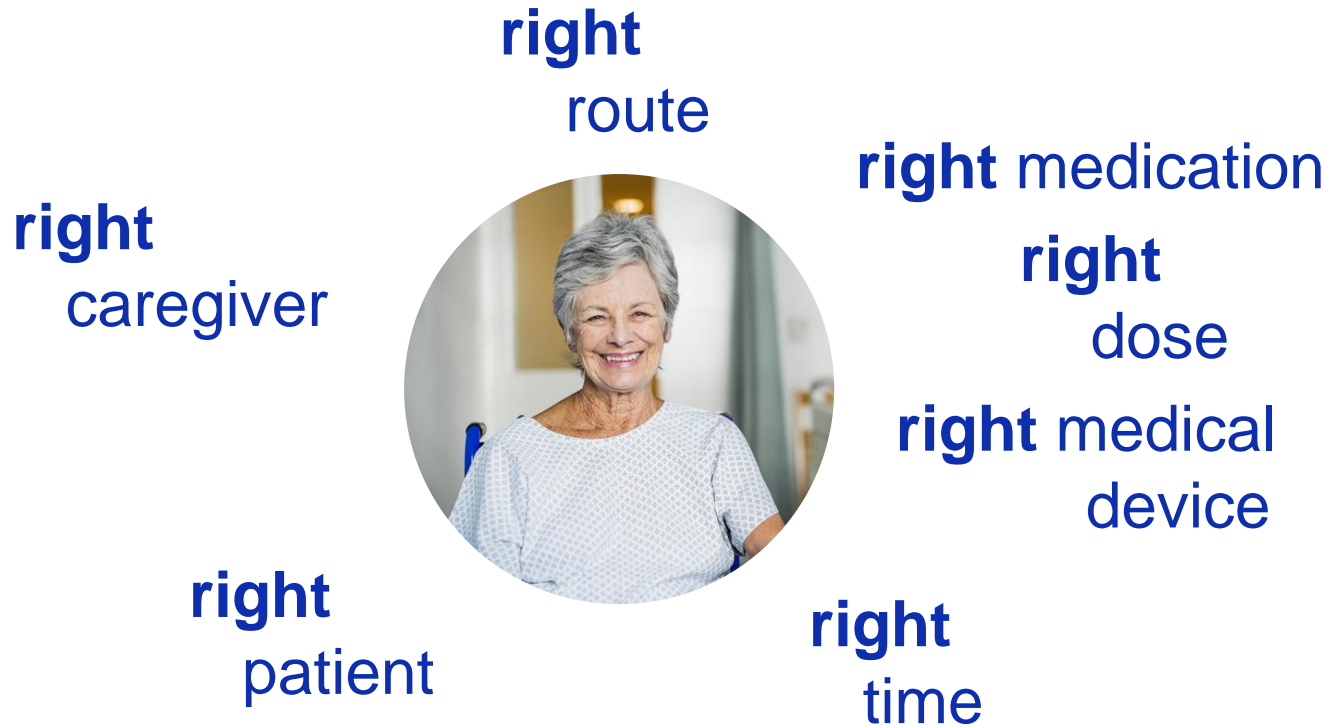 right
route
right medication
right
dose
right medical
device
right
time
right
patient
right
caregiver